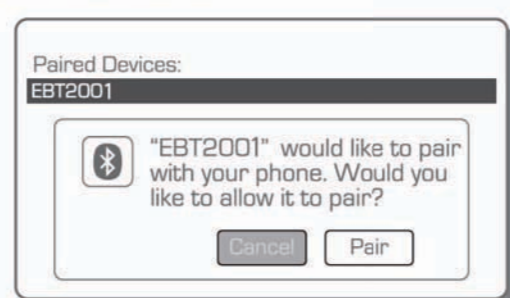 Paired Devices:
EBT2001
"EBT2001" would like to pair
with your phone. Would you
like to allow it to pair?
Cancel Pair